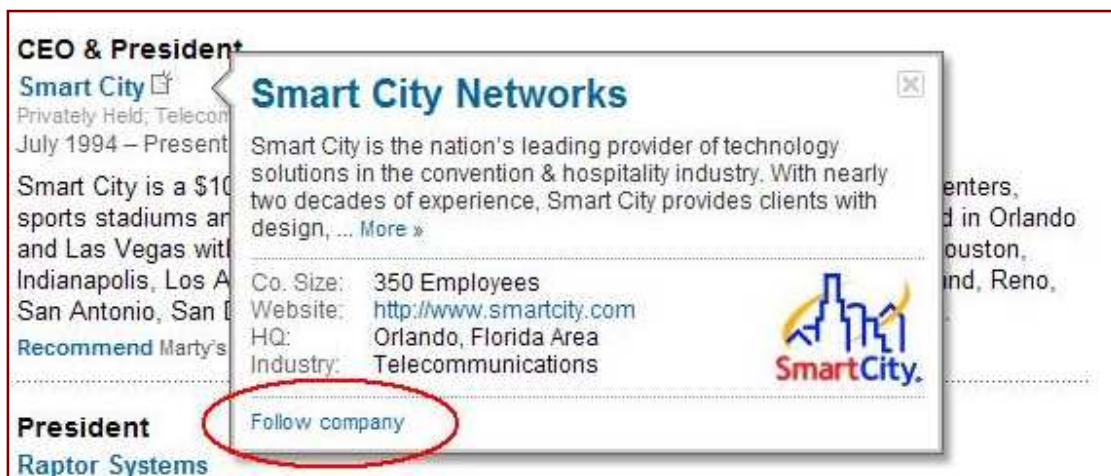 CEO & President
Smart City
Privately Held; Telecom
July 1994 – Present
Smart City is a $10
sports stadiums an
and Las Vegas with
Indianapolis, Los A
San Antonio, San D
Recommend Marty's
President
Raptor Systems
Smart City Networks
Smart City is the nation's leading provider of technology
solutions in the convention & hospitality industry. With nearly
two decades of experience, Smart City provides clients with
design, ... More »
Co. Size: 350 Employees
Website: http://www.smartcity.com
HQ: Orlando, Florida Area
Industry: Telecommunications
SmartCity.
Follow company
enters,
d in Orlando
ouston,
nd, Reno,